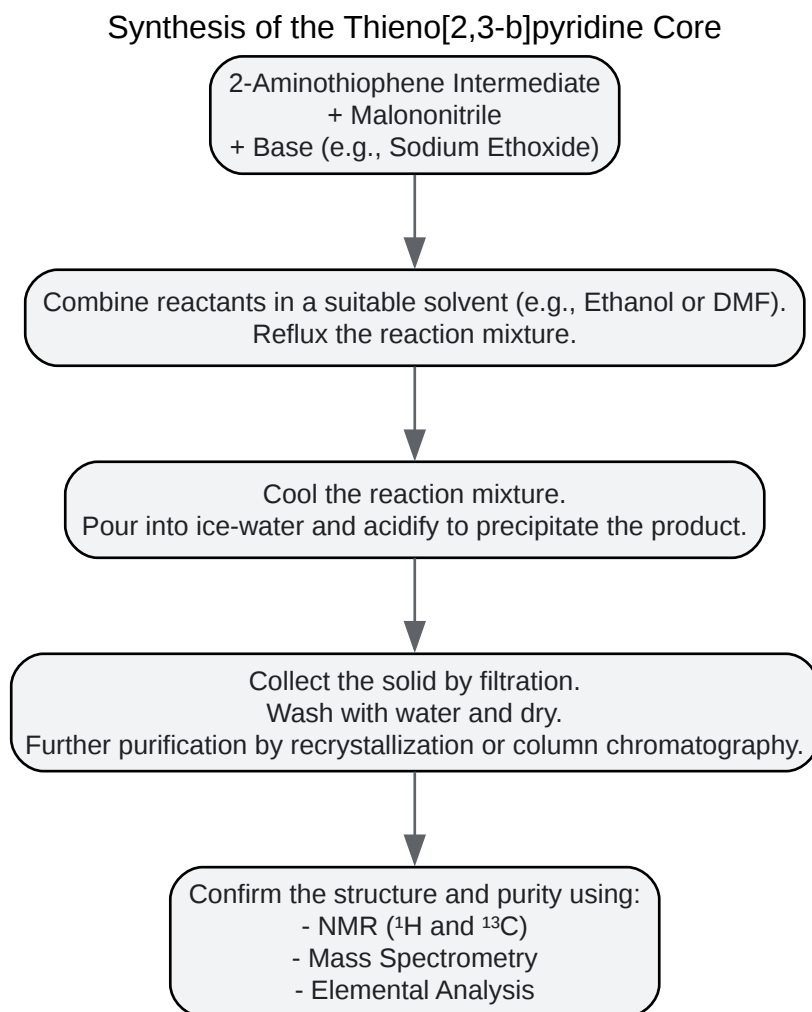 Synthesis of the Thieno[2,3-b]pyridine Core
2-Aminothiophene Intermediate
+ Malononitrile
+ Base (e.g., Sodium Ethoxide)
Combine reactants in a suitable solvent (e.g., Ethanol or DMF).
Reflux the reaction mixture.
Cool the reaction mixture.
Pour into ice-water and acidify to precipitate the product.
Collect the solid by filtration.
Wash with water and dry.
Further purification by recrystallization or column chromatography.
Confirm the structure and purity using:
- NMR (¹H and ¹³C)
- Mass Spectrometry
- Elemental Analysis